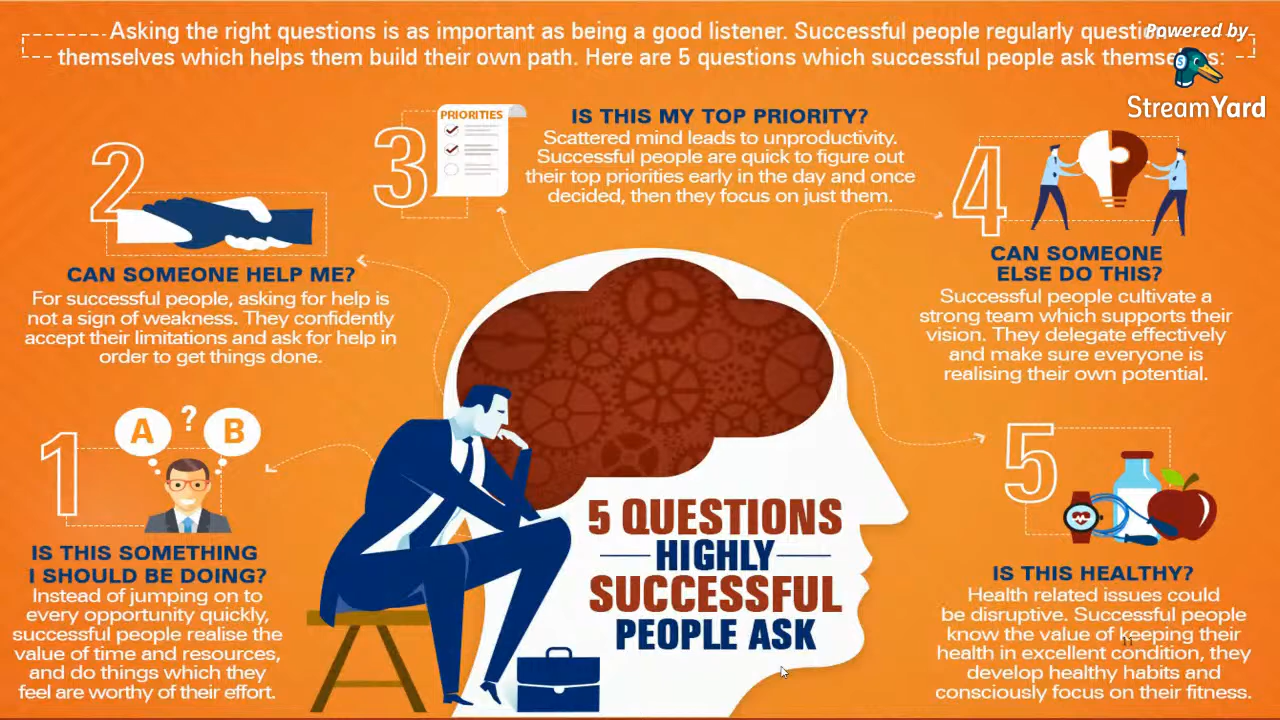 Asking the right questions is as important as being a good listener. Successful people regularly
themselves which helps them build their own path. Here are 5 questions which successful people ask
Powered by
StreamYard
1
A ? B
IS THIS SOMETHING
I SHOULD BE DOING?
Instead of jumping on to
every opportunity quickly,
successful people realise the
value of time and resources,
and do things which they
feel are worthy of their effort.
2
CAN SOMEONE HELP ME?
For successful people, asking for help is
not a sign of weakness. They confidently
accept their limitations and ask for help in
order to get things done.
3
PRIORITIES
IS THIS MY TOP PRIORITY?
Scattered mind leads to unproductivity.
Successful people are quick to figure out
their top priorities early in the day and once
decided, then they focus on just them.
4
CAN SOMEONE
ELSE DO THIS?
Successful people cultivate a
strong team which supports their
vision. They delegate effectively
and make sure everyone is
realising their own potential.
5
IS THIS HEALTHY?
Health related issues could
be disruptive. Successful people
know the value of keeping their
health in excellent condition, they
develop healthy habits and
consciously focus on their fitness.
11
5 QUESTIONS
HIGHLY
SUCCESSFUL
PEOPLE ASK